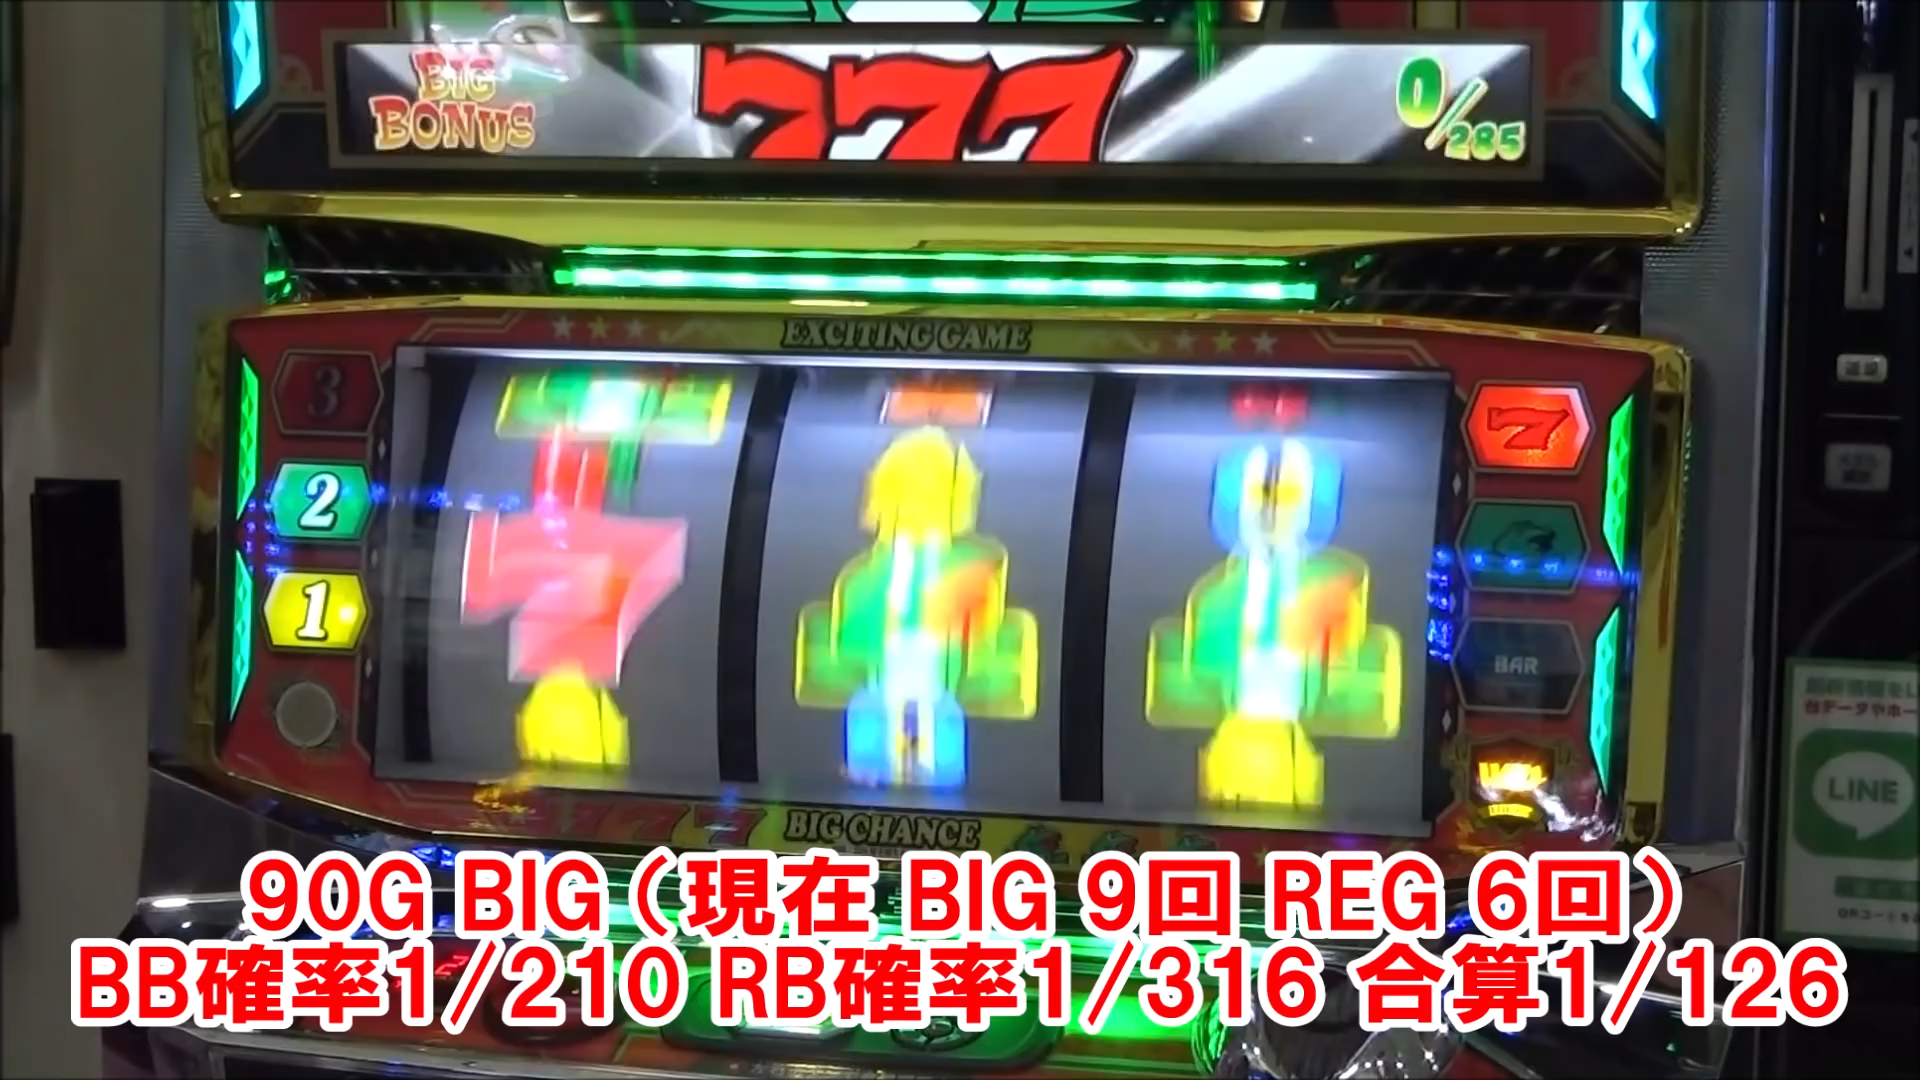 BIG
BONUS
777
0/285
EXCITING GAME
3
2
1
7
BAR
BIG CHANCE
777
LINE
90G BIG（現在 BIG 9回 REG 6回）
BB確率1/210 RB確率1/316 合算1/126